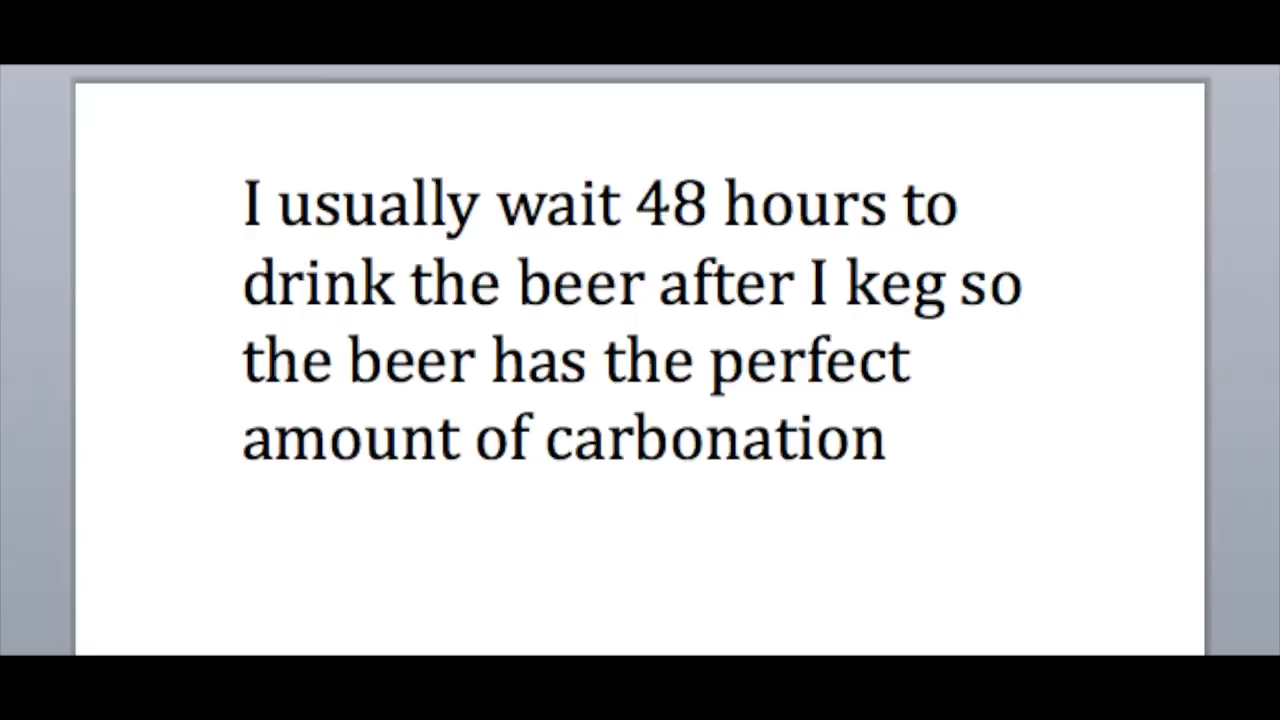 I usually wait 48 hours to
drink the beer after I keg so
the beer has the perfect
amount of carbonation